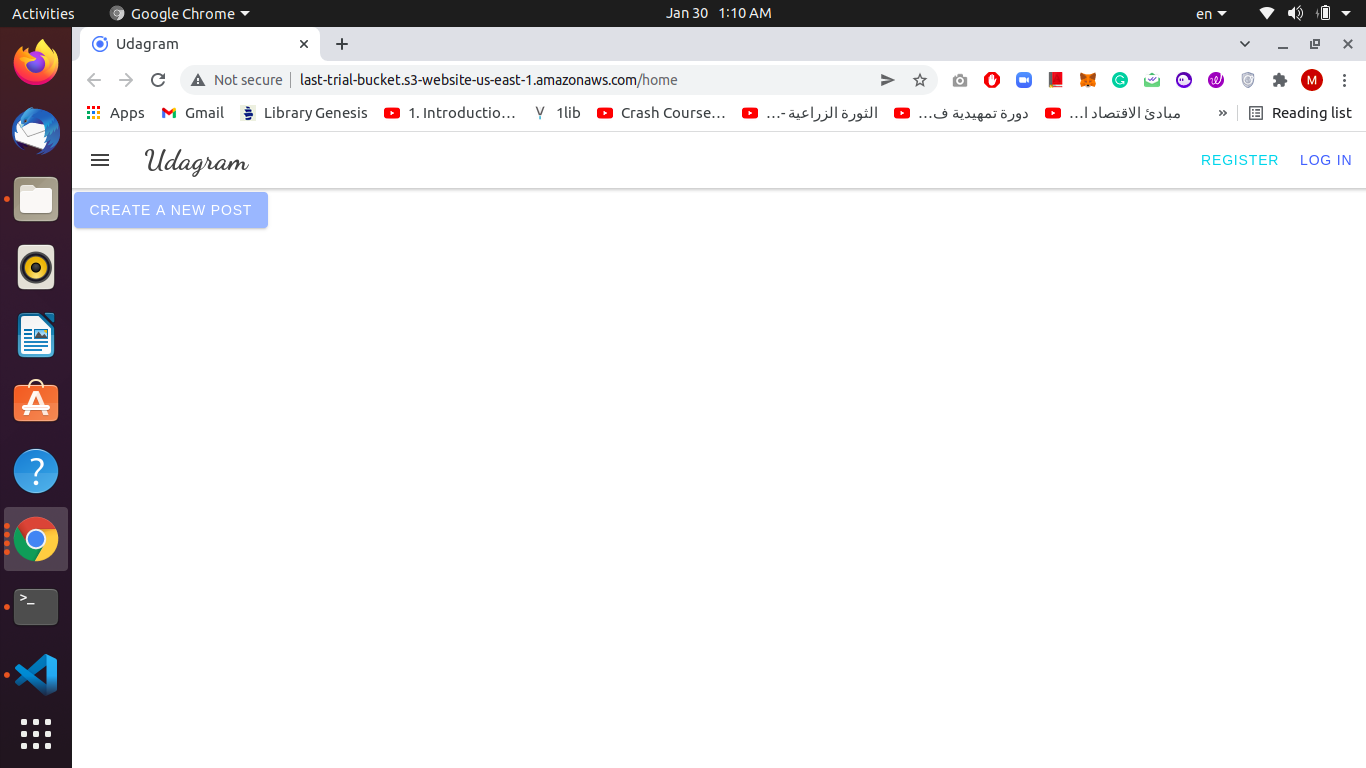 Activities Google Chrome Jan 30 1:10 AM en
Udagram
Not secure last-trial-bucket.s3-website-us-east-1.amazonaws.com/home M
Apps Gmail Library Genesis 1. Introductio… 1lib Crash Course… الثورة الزراعية -… دورة تمهيدية ف… مبادئ الاقتصاد ا… » Reading list
Udagram REGISTER LOG IN
CREATE A NEW POST